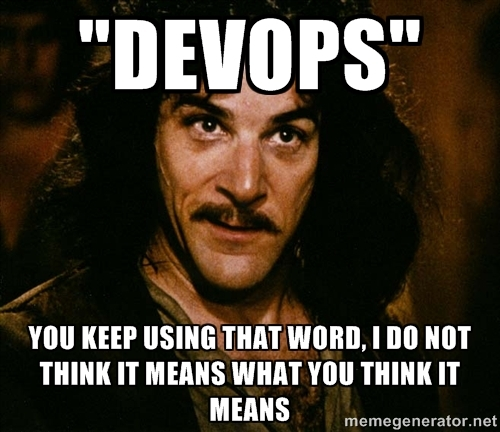 "DEVOPS"
YOU KEEP USING THAT WORD, I DO NOT
THINK IT MEANS WHAT YOU THINK IT
MEANS
memegenerator.net